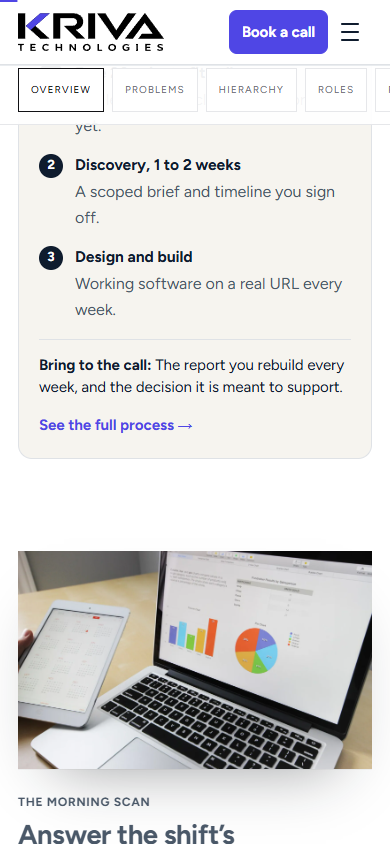 KRIVA
TECHNOLOGIES
Book a call
OVERVIEW
PROBLEMS
HIERARCHY
ROLES
yet.
2
Discovery, 1 to 2 weeks
A scoped brief and timeline you sign
off.
3
Design and build
Working software on a real URL every
week.
Bring to the call: The report you rebuild every
week, and the decision it is meant to support.
See the full process →
THE MORNING SCAN
Answer the shift's